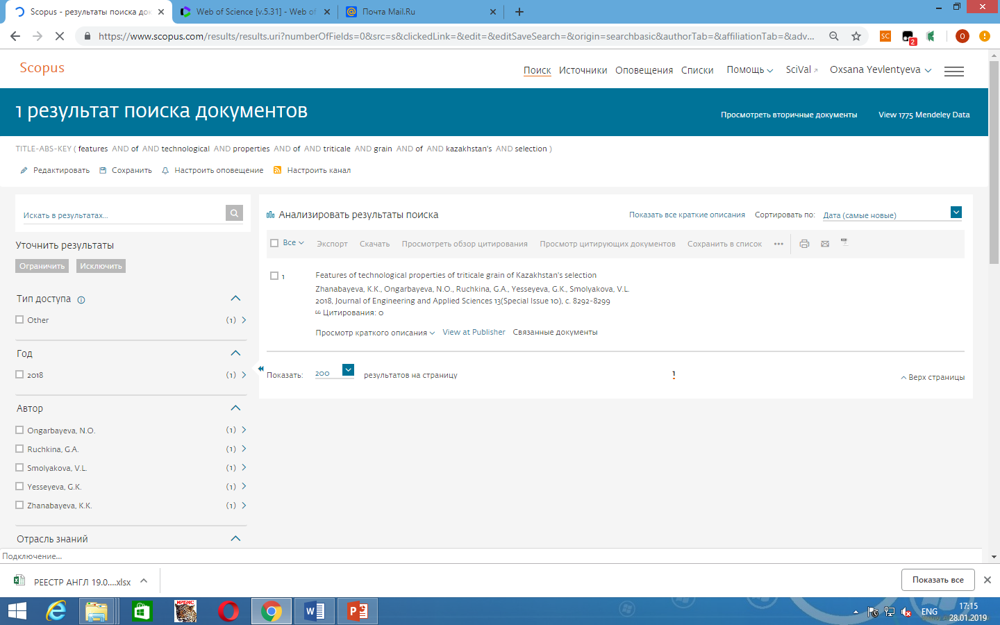 Scopus - результаты поиска док
Web of Science [v.5.31] - Web of
Почта Mail.Ru
https://www.scopus.com/results/results.uri?numberOfFields=0&src=s&clickedLink=&edit=&editSaveSearch=&origin=searchbasic&authorTab=&affiliationTab=&adv...
SC
2
O
Scopus
Поиск Источники Оповещения Списки Помощь SciVal Oxsana Yevlentyeva
1 результат поиска документов
Просмотреть вторичные документы View 1775 Mendeley Data
TITLE-ABS-KEY ( features AND of AND technological AND properties AND of AND triticale AND grain AND of AND kazakhstan's AND selection )
Редактировать Сохранить Настроить оповещение Настроить канал
Искать в результатах...
Уточнить результаты
Ограничить Исключить
Тип доступа
Other (1)
Год
2018 (1)
Автор
Ongarbayeva, N.O. (1)
Ruchkina, G.A. (1)
Smolyakova, V.L. (1)
Yesseyeva, G.K. (1)
Zhanabayeva, K.K. (1)
Отрасль знаний
Анализировать результаты поиска
Показать все краткие описания Сортировать по: Дата (самые новые)
Все Экспорт Скачать Просмотреть обзор цитирования Просмотр цитирующих документов Сохранить в список •••
1 Features of technological properties of triticale grain of Kazakhstan's selection
Zhanabayeva, K.K., Ongarbayeva, N.O., Ruchkina, G.A., Yesseyeva, G.K., Smolyakova, V.L.
2018, Journal of Engineering and Applied Sciences 13(Special Issue 10), c. 8292-8299
Цитирования: 0
Просмотр краткого описания View at Publisher Связанные документы
Показать: 200 результатов на страницу
1
Верх страницы
Подключение...
РЕЕСТР АНГЛ 19.0....xlsx
Показать все
ENG
17:15
28.01.2019